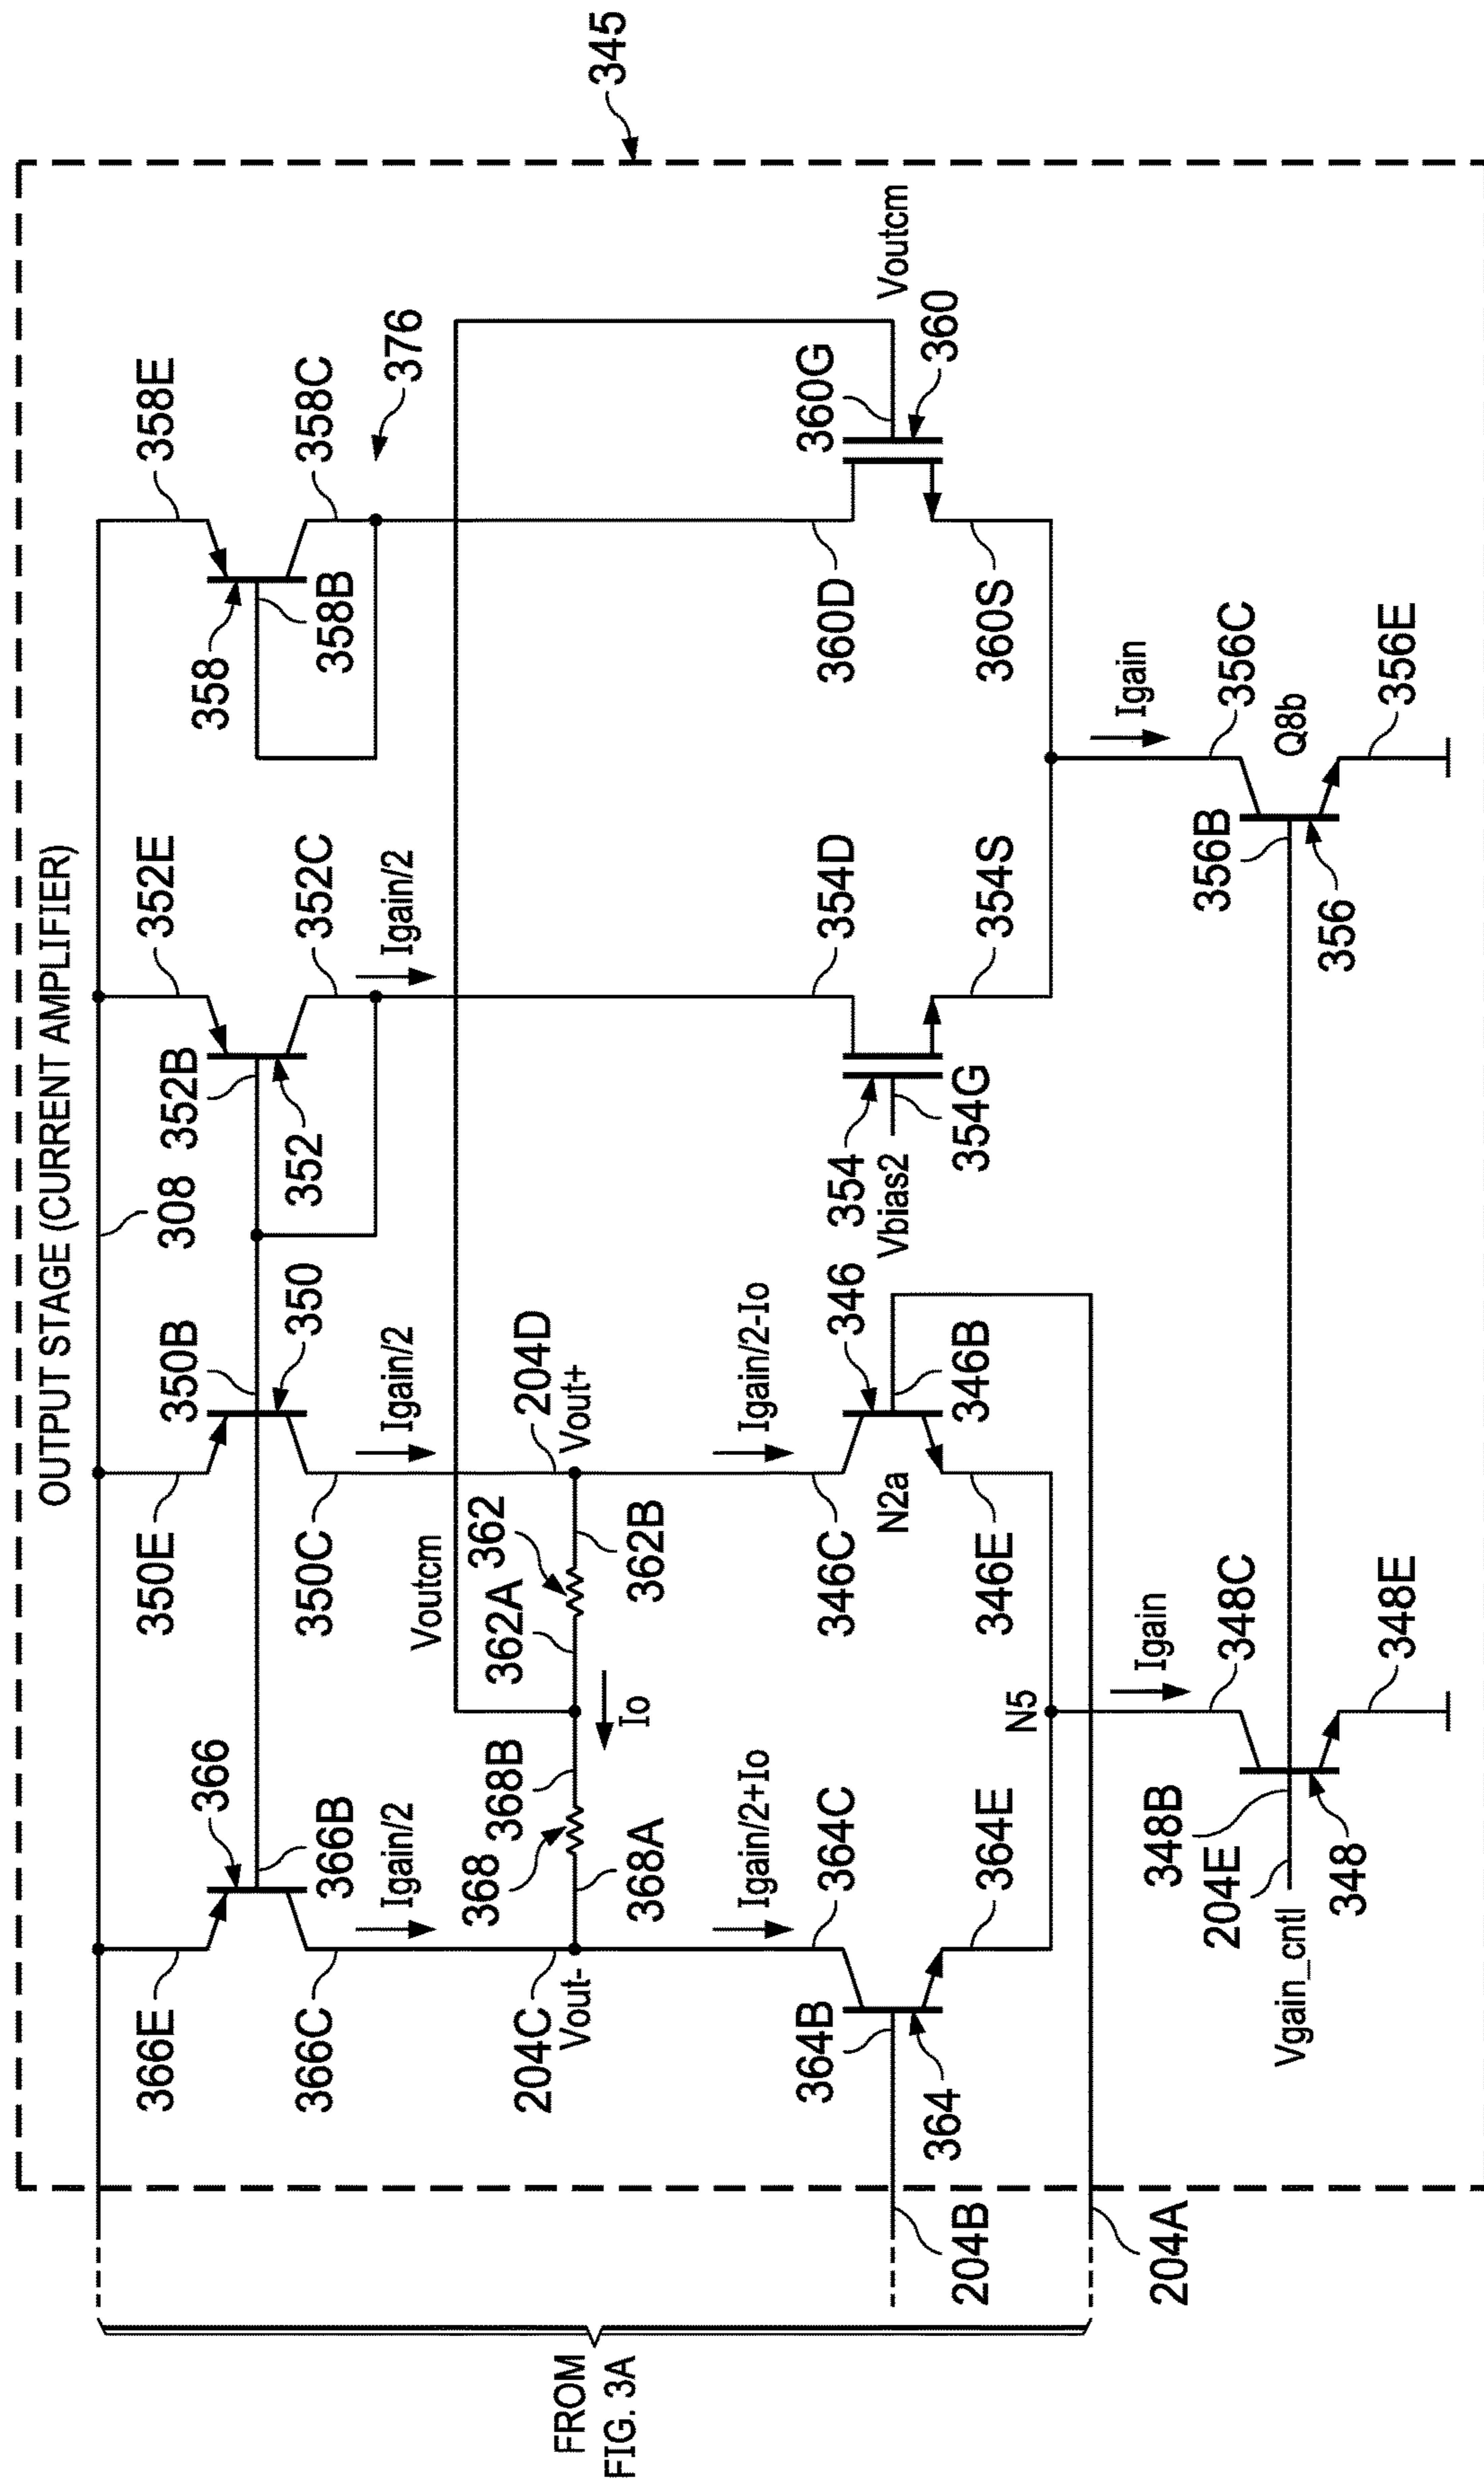 OUTPUT STAGE (CURRENT AMPLIFIER)
345
308
366E
366
366B
366C
Igain/2
350E
350B
350
350C
Igain/2
352E
352B
352
352C
Igain/2
358E
358
358B
358C
376
Voutcm
204C
Vout-
368
368A
368B
Io
362A
362
362B
204D
Vout+
Igain/2+Io
Igain/2-Io
364B
364C
364
364E
346C
N2a
346
346B
346E
354
Vbias2
354G
354D
354S
360D
360G
360
360S
Voutcm
N5
Igain
348C
348B
204E
Vgain_cntl
348
348E
Igain
356C
Q8b
356B
356
356E
204B
204A
FROM
FIG. 3A